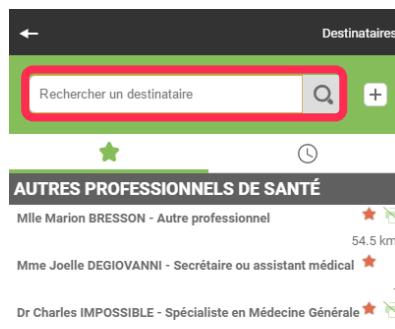 Destinataires
Rechercher un destinataire
AUTRES PROFESSIONNELS DE SANTÉ
Mlle Marion BRESSON - Autre professionnel
54.5 km
Mme Joelle DEGIOVANNI - Secrétaire ou assistant médical
Dr Charles IMPOSSIBLE - Spécialiste en Médecine Générale